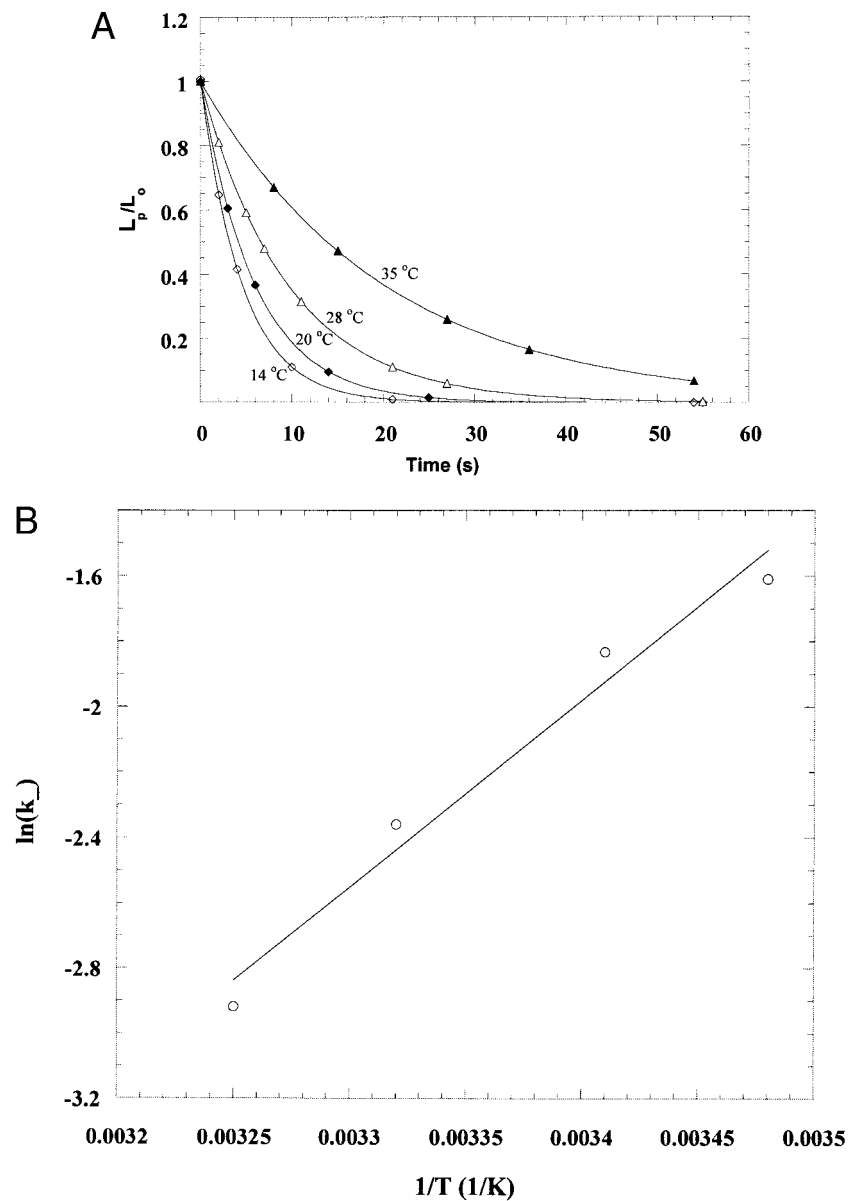 A
1.2
1
0.8
0.6
0.4
0.2
L_p/L_o
35 °C
28 °C
20 °C
14 °C
0 10 20 30 40 50 60
Time (s)
B
-1.6
-2
-2.4
-2.8
-3.2
ln(k_)
0.0032 0.00325 0.0033 0.00335 0.0034 0.00345 0.0035
1/T (1/K)